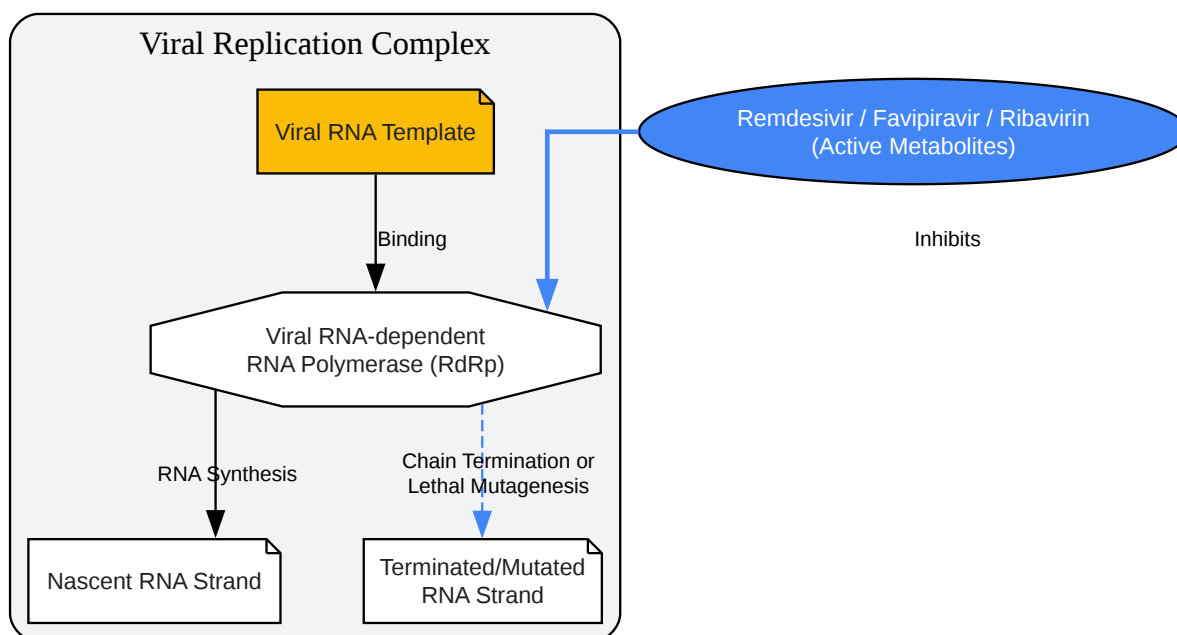 Viral Replication Complex
Viral RNA Template
Remdesivir / Favipiravir / Ribavirin
(Active Metabolites)
Binding
Inhibits
Viral RNA-dependent
RNA Polymerase (RdRp)
RNA Synthesis
Chain Termination or
Lethal Mutagenesis
Nascent RNA Strand
Terminated/Mutated
RNA Strand